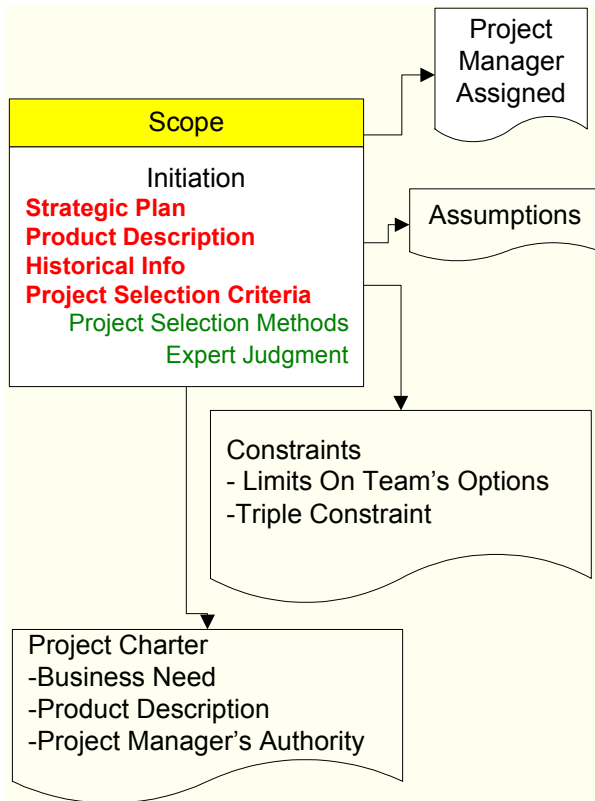 Project
Manager
Assigned
Scope
Initiation
Strategic Plan
Product Description
Historical Info
Project Selection Criteria
Project Selection Methods
Expert Judgment
Assumptions
Constraints
- Limits On Team's Options
-Triple Constraint
Project Charter
-Business Need
-Product Description
-Project Manager's Authority